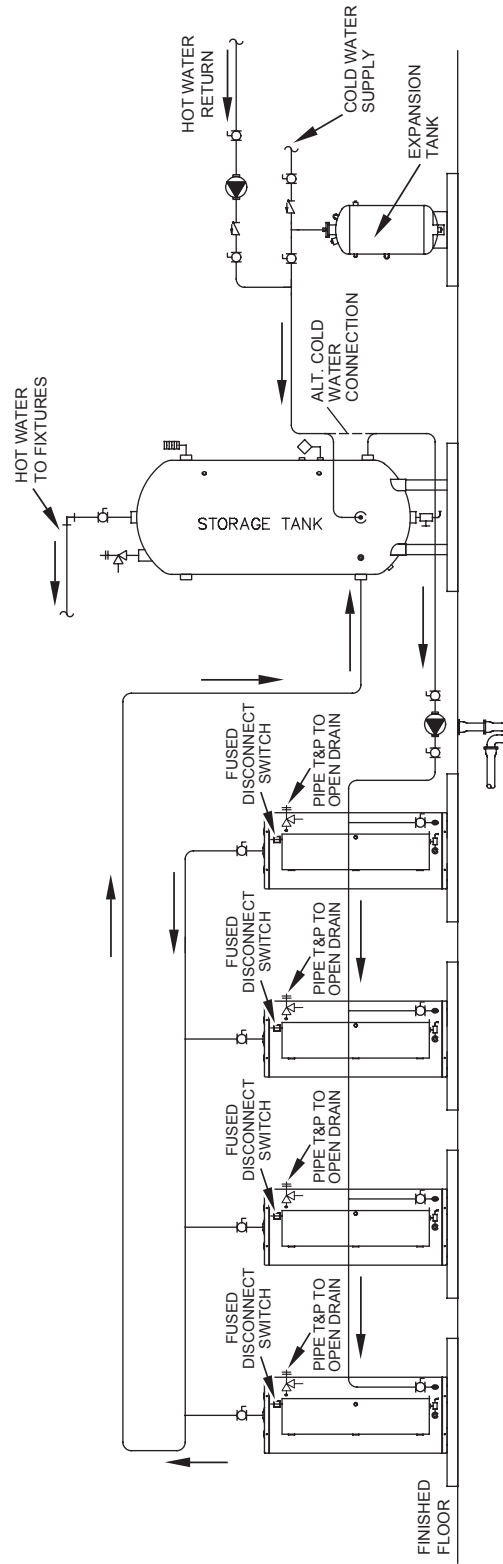 HOT WATER
TO FIXTURES
HOT WATER
RETURN
COLD WATER
SUPPLY
EXPANSION
TANK
ALT. COLD
WATER
CONNECTION
STORAGE TANK
FUSED
DISCONNECT
SWITCH
PIPE T&P TO
OPEN DRAIN
FUSED
DISCONNECT
SWITCH
PIPE T&P TO
OPEN DRAIN
FUSED
DISCONNECT
SWITCH
PIPE T&P TO
OPEN DRAIN
FUSED
DISCONNECT
SWITCH
PIPE T&P TO
OPEN DRAIN
FINISHED
FLOOR